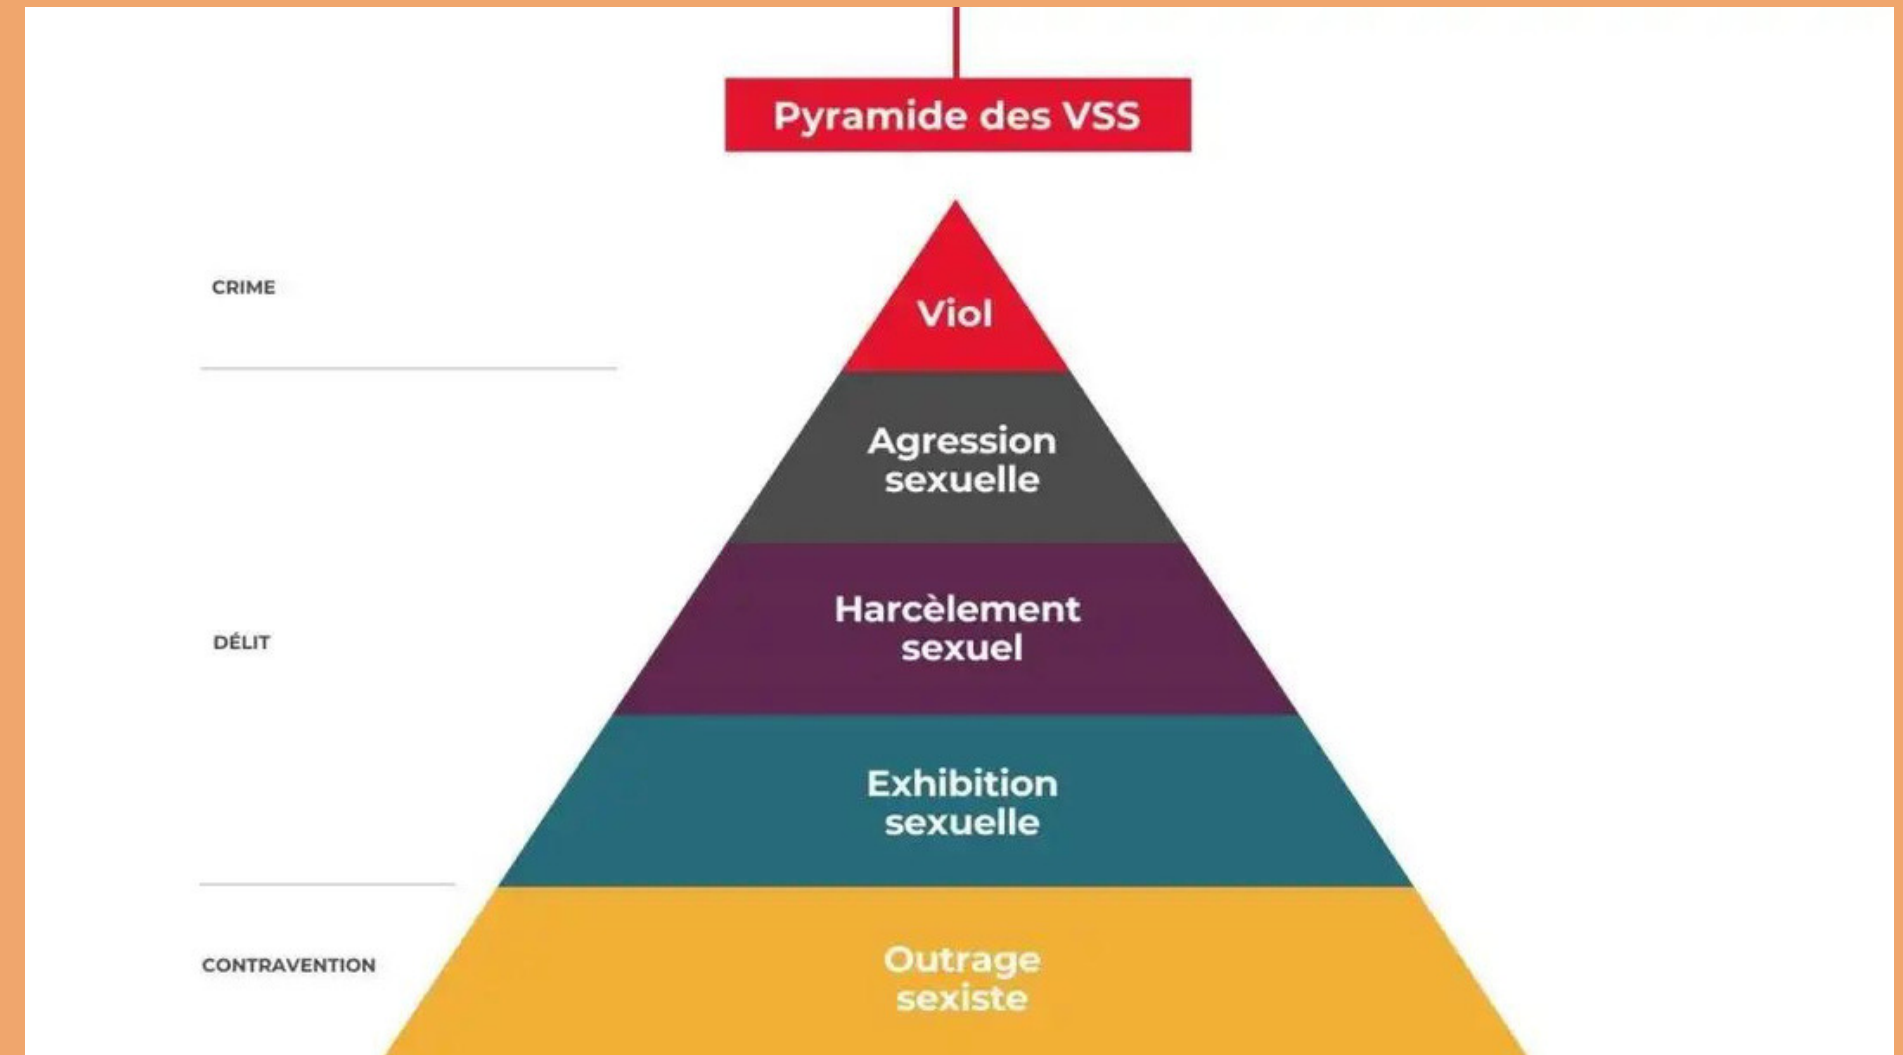 Pyramide des VSS
CRIME
Viol
Agression
sexuelle
Harcèlement
sexuel
DÉLIT
Exhibition
sexuelle
CONTRAVENTION
Outrage
sexiste